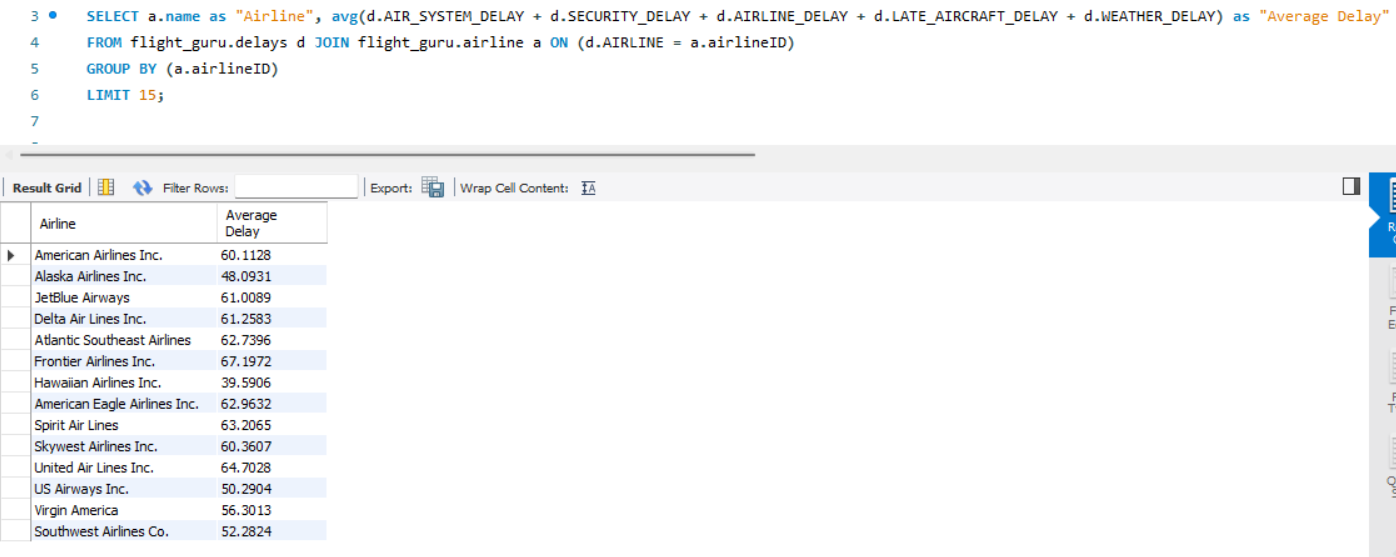 3 SELECT a.name as "Airline", avg(d.AIR_SYSTEM_DELAY + d.SECURITY_DELAY + d.AIRLINE_DELAY + d.LATE_AIRCRAFT_DELAY + d.WEATHER_DELAY) as "Average Delay"
4 FROM flight_guru.delays d JOIN flight_guru.airline a ON (d.AIRLINE = a.airlineID)
5 GROUP BY (a.airlineID)
6 LIMIT 15;
7
Result Grid Filter Rows: Export: Wrap Cell Content: IA
Airline Average
Delay
American Airlines Inc. 60.1128
Alaska Airlines Inc. 48.0931
JetBlue Airways 61.0089
Delta Air Lines Inc. 61.2583
Atlantic Southeast Airlines 62.7396
Frontier Airlines Inc. 67.1972
Hawaiian Airlines Inc. 39.5906
American Eagle Airlines Inc. 62.9632
Spirit Air Lines 63.2065
Skywest Airlines Inc. 60.3607
United Air Lines Inc. 64.7028
US Airways Inc. 50.2904
Virgin America 56.3013
Southwest Airlines Co. 52.2824